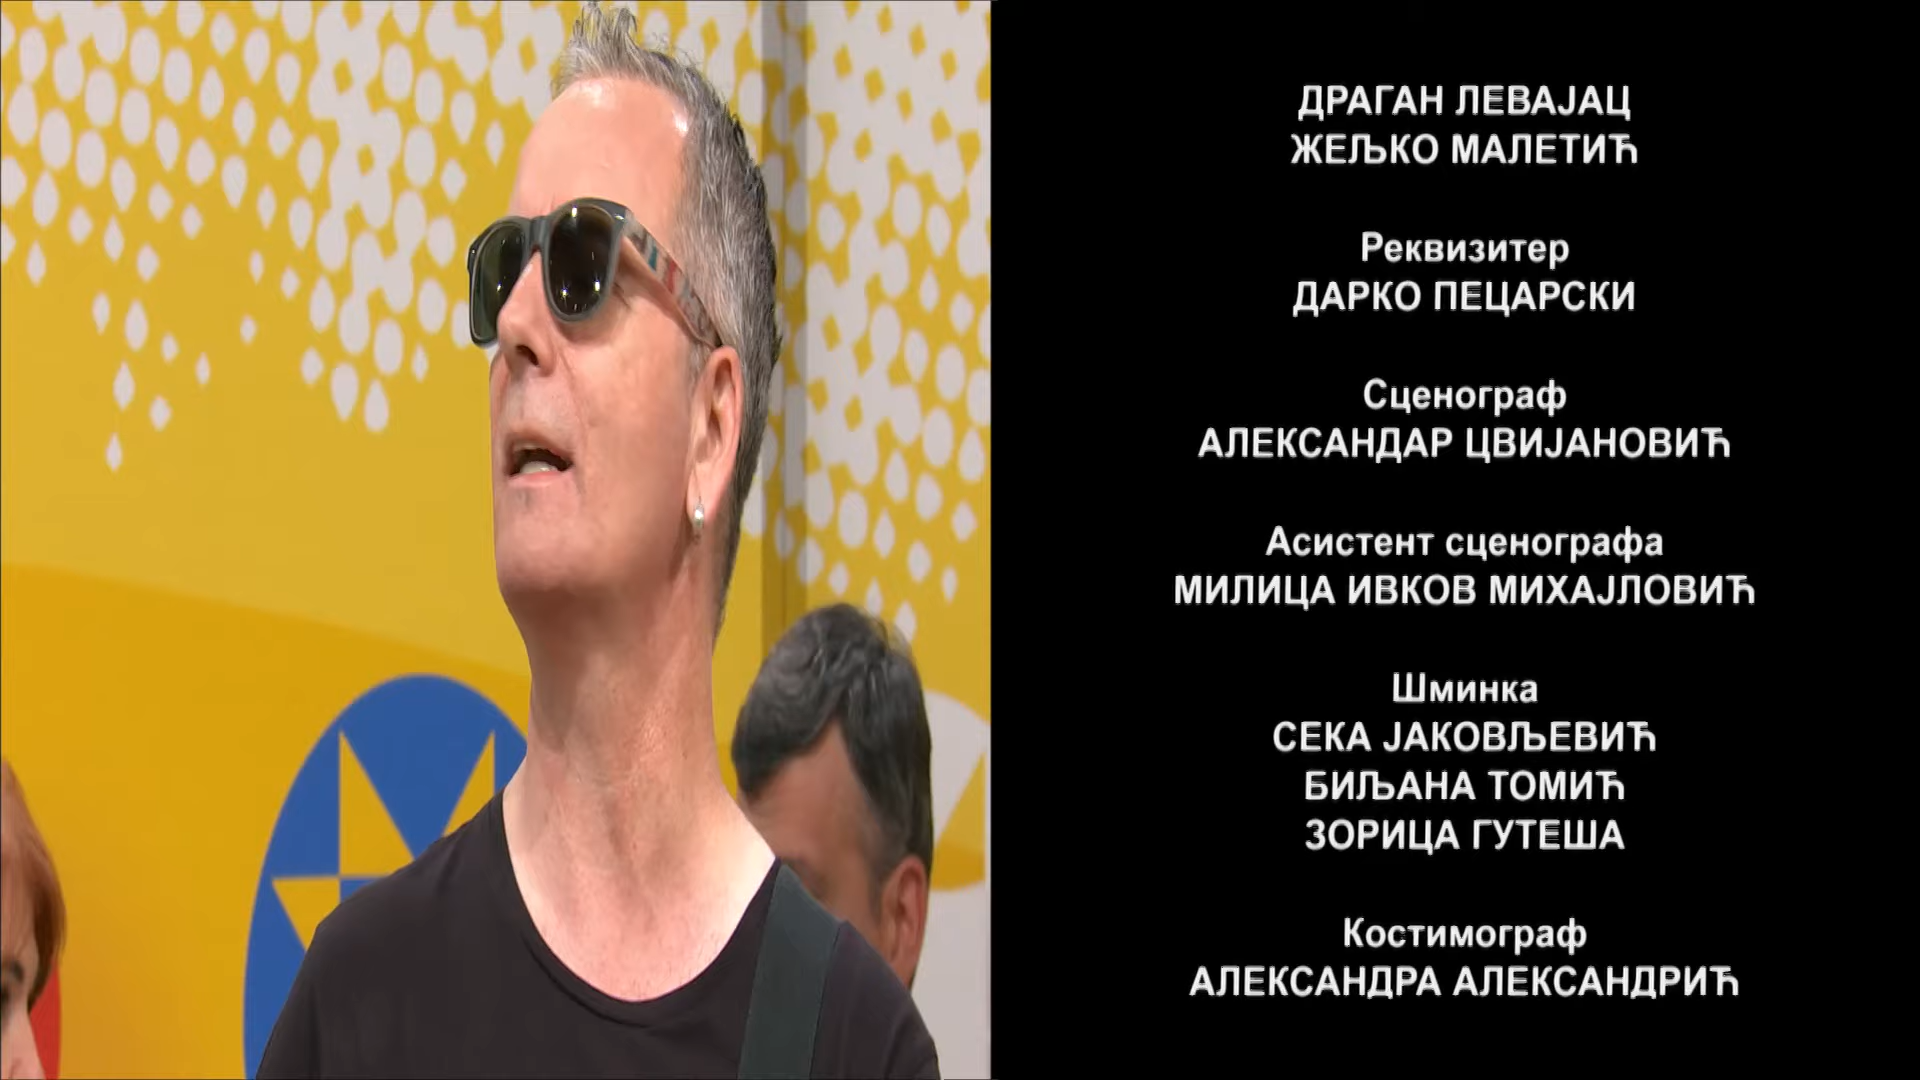 ДРАГАН ЛЕВАЈАЦ
ЖЕЉКО МАЛЕТИЋ
Реквизитер
ДАРКО ПЕЦАРСКИ
Сценограф
АЛЕКСАНДАР ЦВИЈАНОВИЋ
Асистент сценографа
МИЛИЦА ИВКОВ МИХАЈЛОВИЋ
Шминка
СЕКА ЈАКОВЉЕВИЋ
БИЉАНА ТОМИЋ
ЗОРИЦА ГУТЕША
Костимограф
АЛЕКСАНДРА АЛЕКСАНДРИЋ